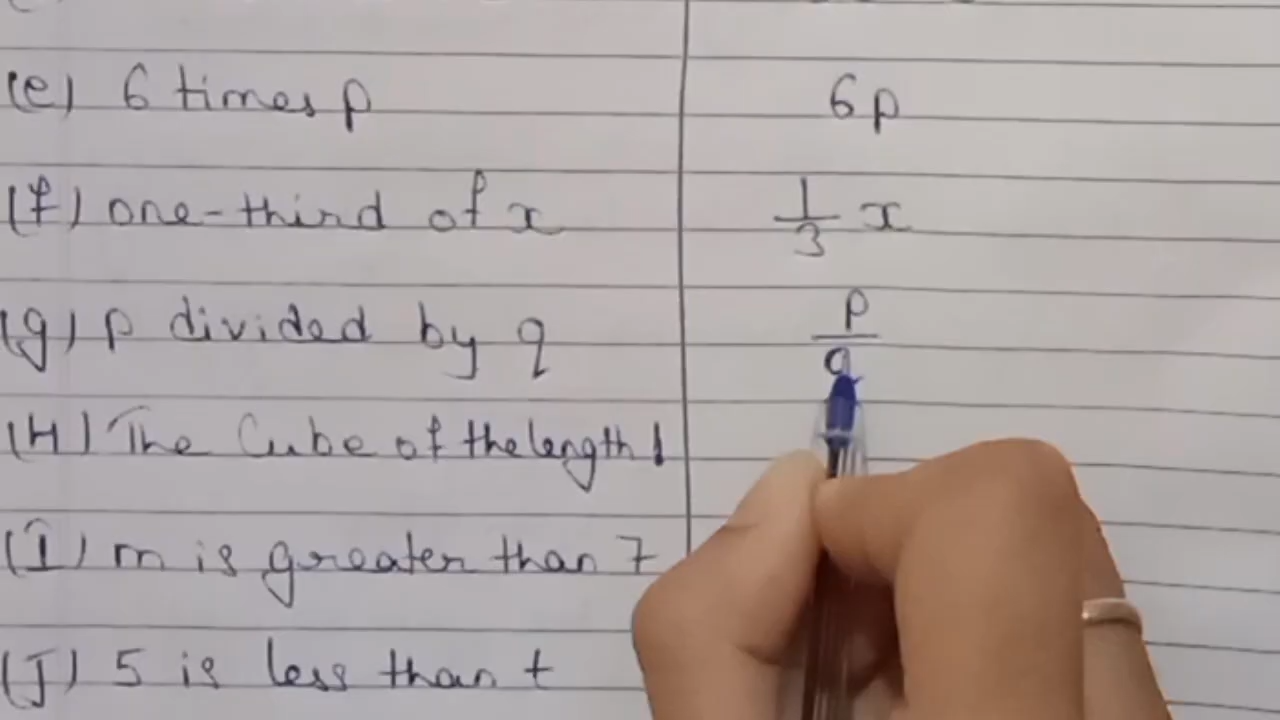 (e) 6 times p 6p
(f) one-third of x 1/3 x
(g) p divided by q p/q
(H) The Cube of the length l
(I) m is greater than 7
(J) 5 is less than t